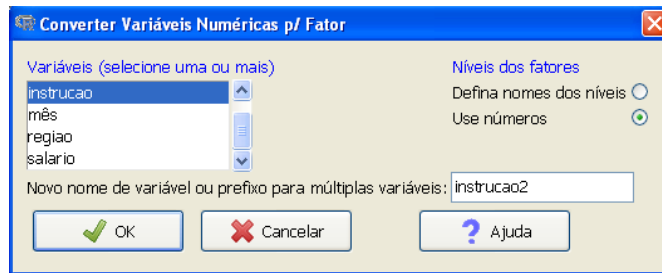 Converter Variáveis Numéricas p/ Fator
Variáveis (selecione uma ou mais)
instrucao
mês
regiao
salario
Níveis dos fatores
Defina nomes dos níveis
Use números
Novo nome de variável ou prefixo para múltiplas variáveis: instrucao2
OK
Cancelar
Ajuda